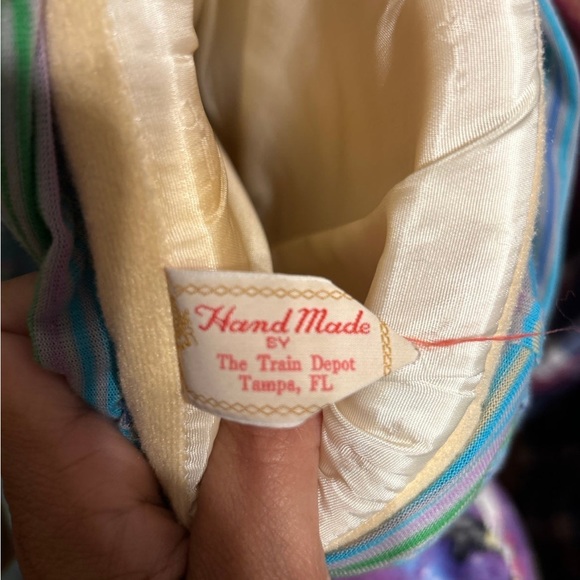 Hand Made
BY
The Train Depot
Tampa, FL